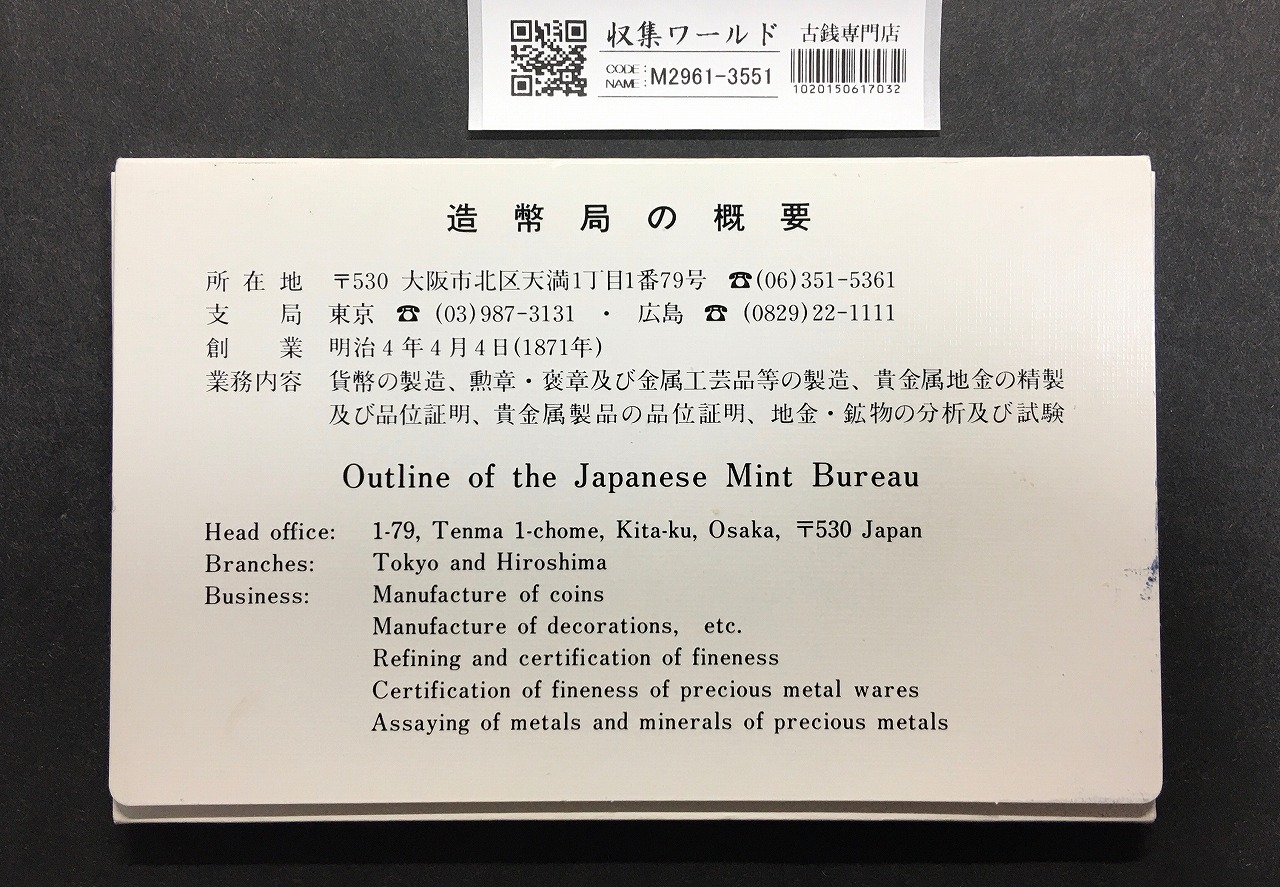 収集ワールド 古銭専門店
CODE:
NAME: M2961-3551
1020150617032
造幣局の概要
所在地 〒530 大阪市北区天満1丁目1番79号 ☎(06)351-5361
支局 東京 ☎ (03)987-3131 ・ 広島 ☎ (0829)22-1111
創業 明治4年4月4日(1871年)
業務内容 貨幣の製造、勲章・褒章及び金属工芸品等の製造、貴金属地金の精製
及び品位証明、貴金属製品の品位証明、地金・鉱物の分析及び試験
Outline of the Japanese Mint Bureau
Head office: 1-79, Tenma 1-chome, Kita-ku, Osaka, 〒530 Japan
Branches: Tokyo and Hiroshima
Business: Manufacture of coins
Manufacture of decorations, etc.
Refining and certification of fineness
Certification of fineness of precious metal wares
Assaying of metals and minerals of precious metals